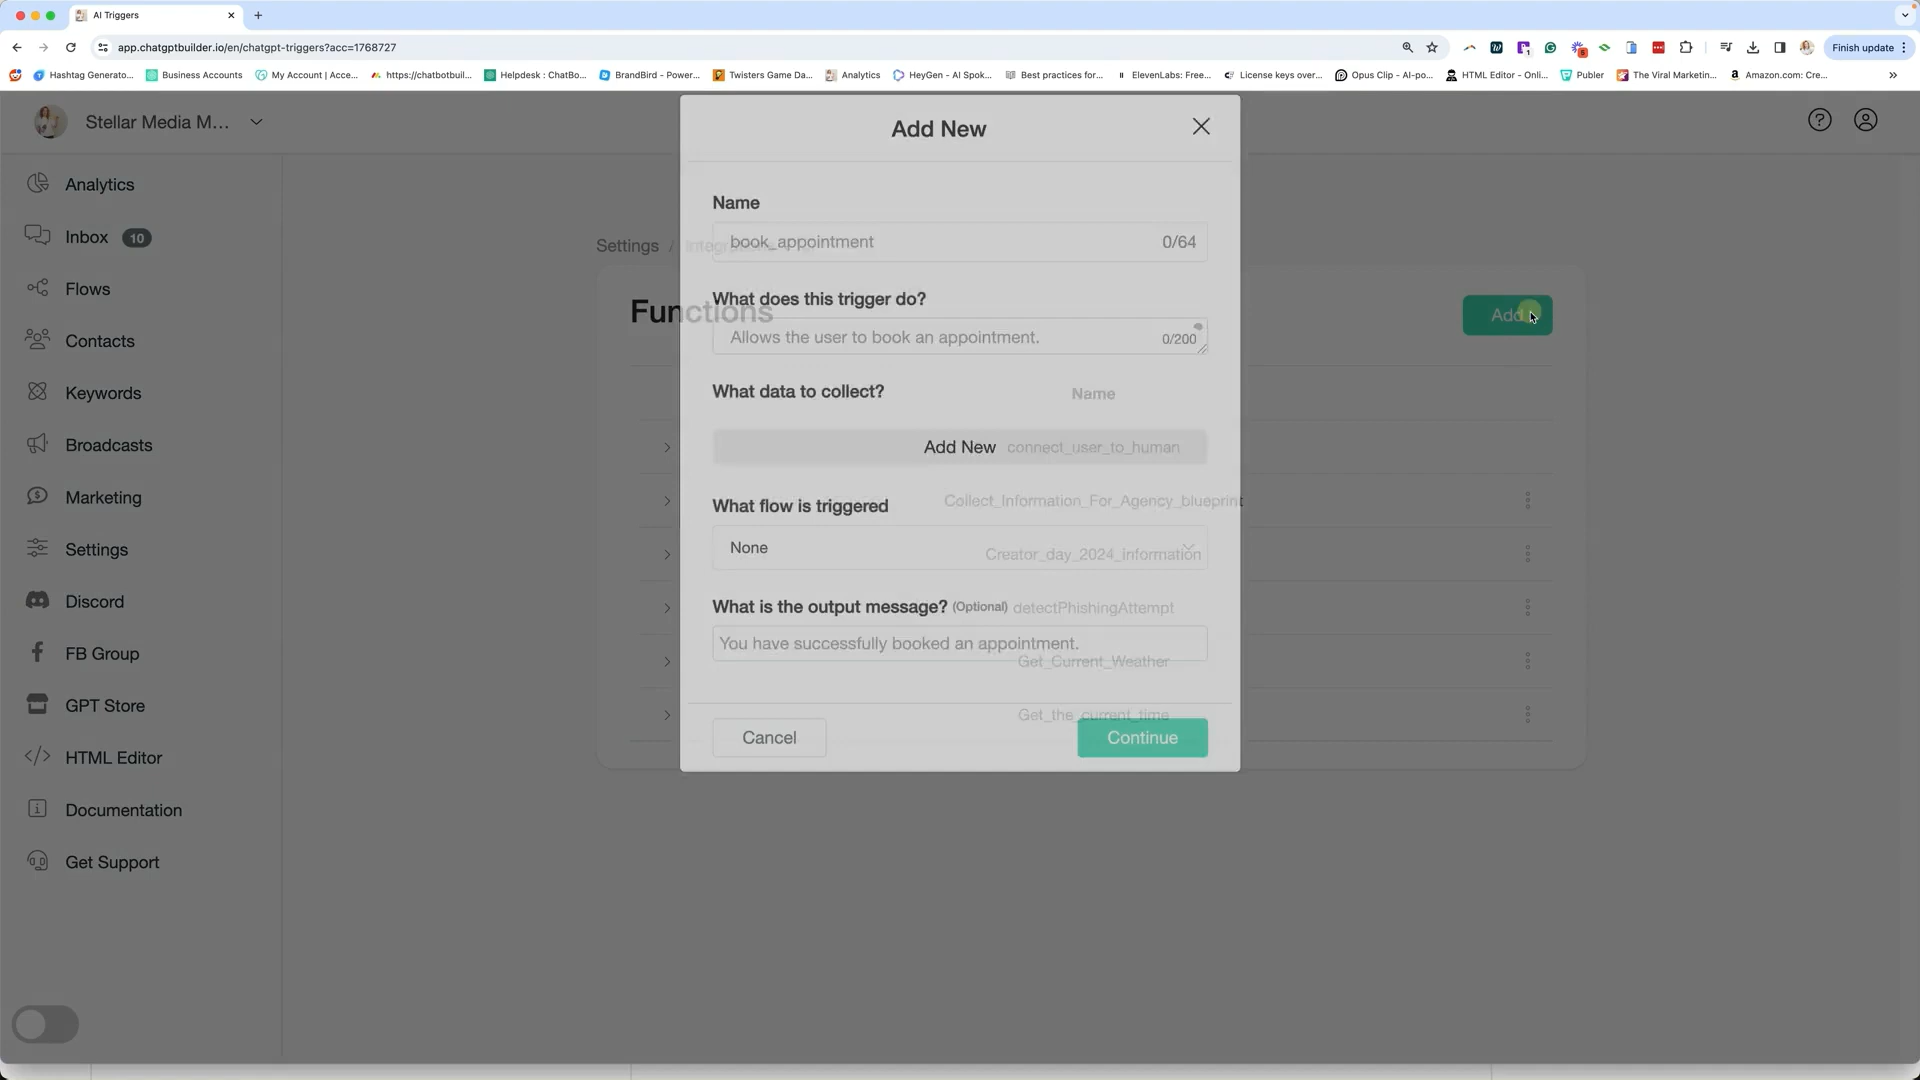 AI Triggers
app.chatgptbuilder.io/en/chatgpt-triggers?acc=1768727
Finish update
Hashtag Generato...
Business Accounts
My Account | Acce...
https://chatbotbuil...
Helpdesk : ChatBo...
BrandBird - Power...
Twisters Game Da...
Analytics
HeyGen - AI Spok...
Best practices for...
ElevenLabs: Free...
License keys over...
Opus Clip - AI-po...
HTML Editor - Onli...
Publer
The Viral Marketin...
Amazon.com: Cre...
Stellar Media M...
Analytics
Inbox 10
Flows
Contacts
Keywords
Broadcasts
Marketing
Settings
Discord
FB Group
GPT Store
HTML Editor
Documentation
Get Support
Settings /
Functions
Add
Name
connect_user_to_human
Collect_Information_For_Agency_blueprint
Creator_day_2024_information
detectPhishingAttempt
Get_Current_Weather
Get_the_current_time
Add New
Name
book_appointment 0/64
What does this trigger do?
Allows the user to book an appointment. 0/200
What data to collect?
Add New
What flow is triggered
None
What is the output message? (Optional)
You have successfully booked an appointment.
Cancel
Continue